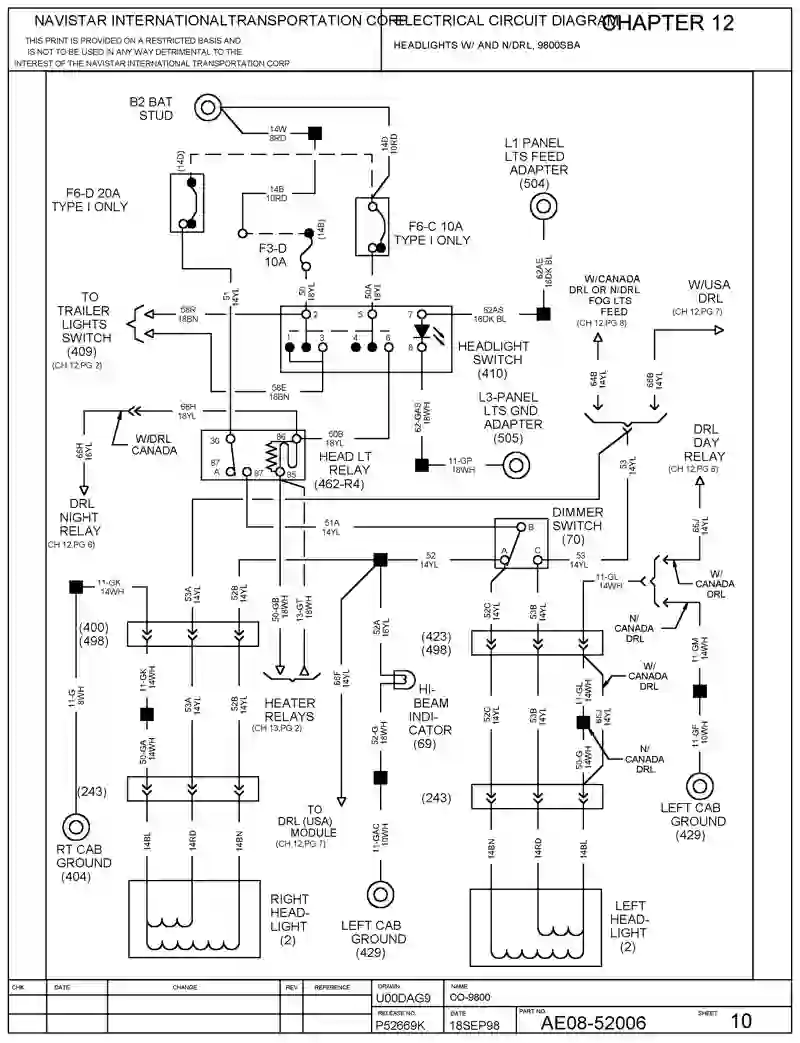 NAVISTAR INTERNATIONALTRANSPORTATION CORP
ELECTRICAL CIRCUIT DIAGRAM
CHAPTER 12
THIS PRINT IS PROVIDED ON A RESTRICTED BASIS AND
IS NOT TO BE USED IN ANY WAY DETRIMENTAL TO THE
INTEREST OF THE NAVISTAR INTERNATIONAL TRANSPORTATION CORP
HEADLIGHTS W/ AND N/DRL, 9800SBA
B2 BAT
STUD
14W
8RD
14D
10RD
(14D)
14B
10RD
(14B)
F6-D 20A
TYPE I ONLY
F3-D
10A
F6-C 10A
TYPE I ONLY
L1 PANEL
LTS FEED
ADAPTER
(504)
62AE
16DK BL
51
14YL
50
18YL
50A
18YL
TO
TRAILER
LIGHTS
SWITCH
(409)
(CH 12,PG 2)
58R
18BN
2
5
7
1
3
4
6
8
62AS
16DK BL
HEADLIGHT
SWITCH
(410)
W/CANADA
DRL OR N/DRL
FOG LTS
FEED
(CH 12,PG 8)
W/USA
DRL
(CH 12,PG 7)
64B
14YL
68B
14YL
58E
18BN
62-GAS
18WH
L3-PANEL
LTS GND
ADAPTER
(505)
11-GP
18WH
68H
18YL
68H
16YL
W/DRL
CANADA
50B
18YL
30
86
87
A
87
85
HEAD LT
RELAY
(462-R4)
DRL
NIGHT
RELAY
(CH 12,PG 6)
53
14YL
DRL
DAY
RELAY
(CH 12,PG 6)
65J
14YL
51A
14YL
DIMMER
SWITCH
(70)
B
A
C
52
14YL
53
14YL
11-GK
14WH
53A
14YL
52B
14YL
50-GB
18WH
13-GT
18WH
52A
16YL
52C
14YL
53B
14YL
11-GL
14WH
W/
CANADA
DRL
N/
CANADA
DRL
(400)
(498)
(423)
(498)
11-G
8WH
11-GK
14WH
53A
14YL
52B
14YL
HEATER
RELAYS
(CH 13,PG 2)
68F
14YL
HI-
BEAM
INDI-
CATOR
(69)
52-G
18WH
52C
14YL
53B
14YL
11-GL
14WH
65J
14YL
W/
CANADA
DRL
11-GM
14WH
50-GA
14WH
50-G
14WH
N/
CANADA
DRL
11-GF
10WH
(243)
(243)
TO
DRL (USA)
MODULE
(CH,12,PG 7)
11-GAC
10WH
LEFT CAB
GROUND
(429)
RT CAB
GROUND
(404)
14BL
14RD
14BN
14BN
14RD
14BL
RIGHT
HEAD-
LIGHT
(2)
LEFT CAB
GROUND
(429)
LEFT
HEAD-
LIGHT
(2)
CHK
DATE
CHANGE
REV
REFERENCE
DRAWN
U00DAG9
NAME
CO-9800
RELEASE NO.
P52669K
DATE
18SEP98
PART NO.
AE08-52006
SHEET
10